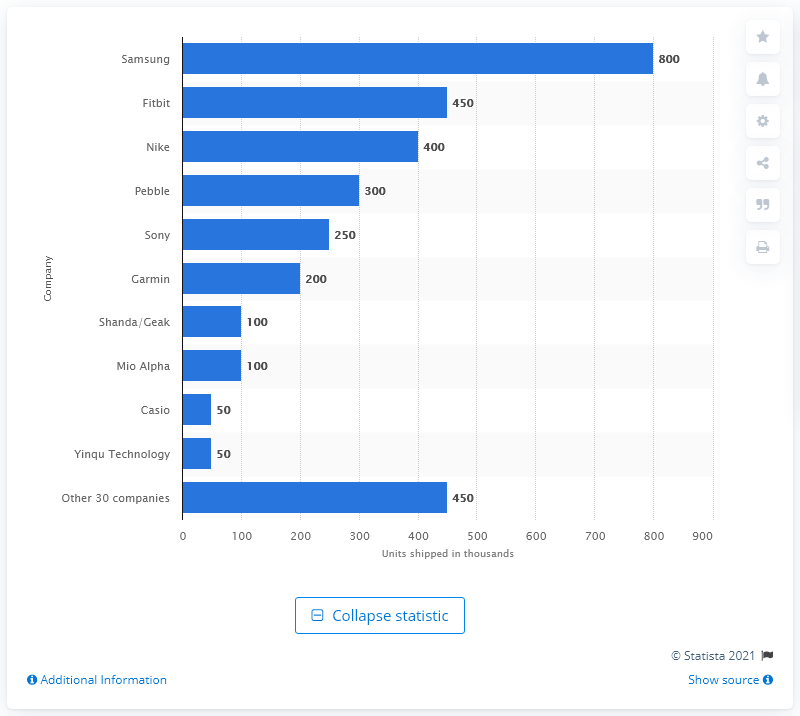 Samsung 800
Fitbit 450
Nike 400
Pebble 300
Sony 250
Garmin 200
Company
Shanda/Geak 100
Mio Alpha 100
Casio 50
Yinqu Technology 50
Other 30 companies 450
0 100 200 300 400 500 600 700 800 900
Units shipped in thousands
Collapse statistic
© Statista 2021
Additional Information Show source